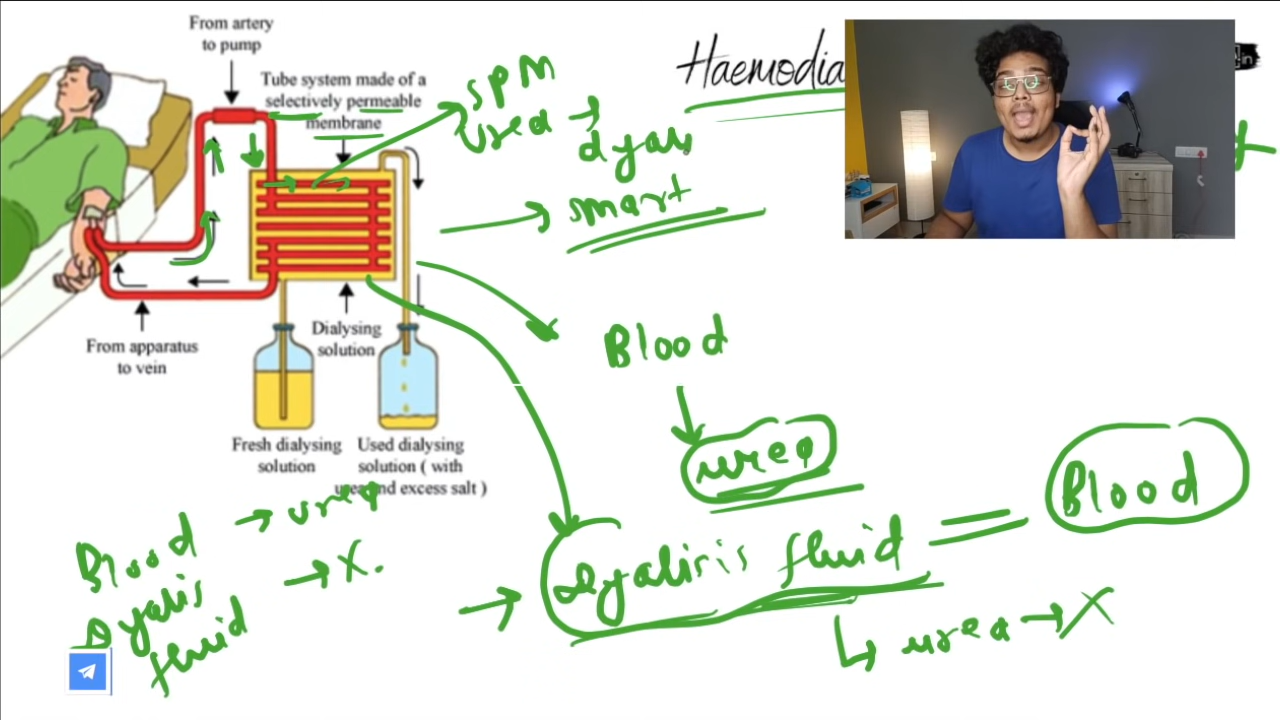 From artery
to pump
Tube system made of a
selectively permeable
membrane
SPM
urea →
dyalis
smart
Haemodia
Blood
urea
Blood
Dyalisis fluid
urea → X
From apparatus
to vein
Dialysing
solution
Fresh dialysing
solution
Used dialysing
solution ( with
urea and excess salt )
Blood → urea
Dyalis → X.
fluid